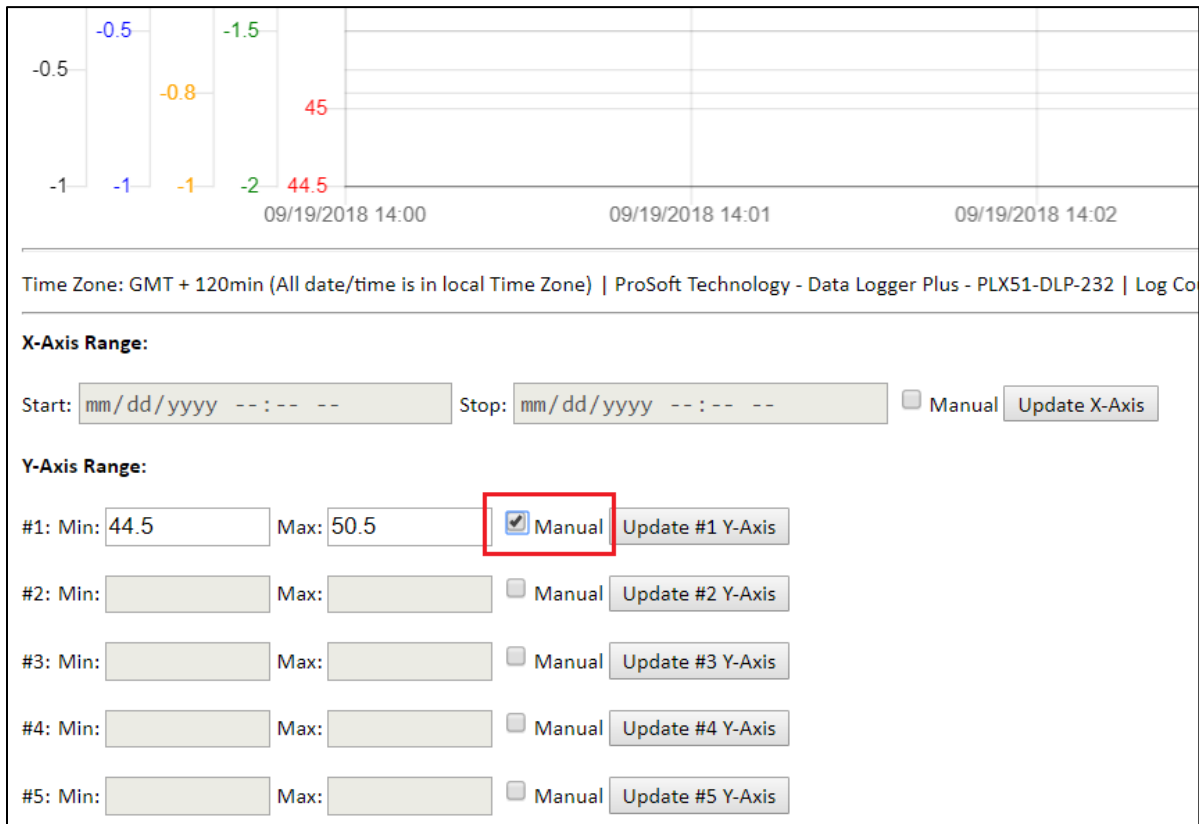 -0.5 -1.5
-0.5
-0.8
45
-1 -1 -1 -2 44.5
09/19/2018 14:00 09/19/2018 14:01 09/19/2018 14:02
Time Zone: GMT + 120min (All date/time is in local Time Zone) | ProSoft Technology - Data Logger Plus - PLX51-DLP-232 | Log Co
X-Axis Range:
Start: mm/dd/yyyy --:-- -- Stop: mm/dd/yyyy --:-- -- Manual Update X-Axis
Y-Axis Range:
#1: Min: 44.5 Max: 50.5 Manual Update #1 Y-Axis
#2: Min: Max: Manual Update #2 Y-Axis
#3: Min: Max: Manual Update #3 Y-Axis
#4: Min: Max: Manual Update #4 Y-Axis
#5: Min: Max: Manual Update #5 Y-Axis